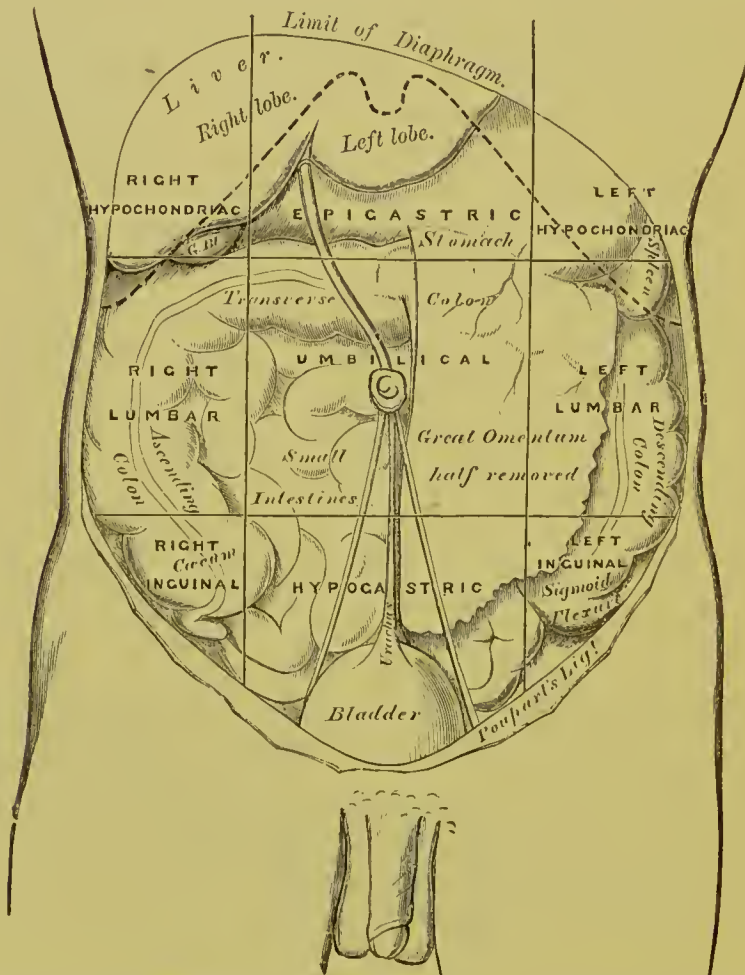 Limit of Diaphragm.
Liver.
Right lobe.
Left lobe.
RIGHT
HYPOCHONDRIAC
EPIGASTRIC
LEFT
HYPOCHONDRIAC
G. Bl.
Stomach
Spleen
Transverse
Colon
UMBILICAL
RIGHT
LUMBAR
LEFT
LUMBAR
Ascending
Colon
Small
Intestines
Great Omentum
half removed
Descending
Colon
RIGHT
Cæcum
INGUINAL
HYPOGASTRIC
LEFT
INGUINAL
Sigmoid
Flexure
Urachus
Bladder
Poupart's Ligt